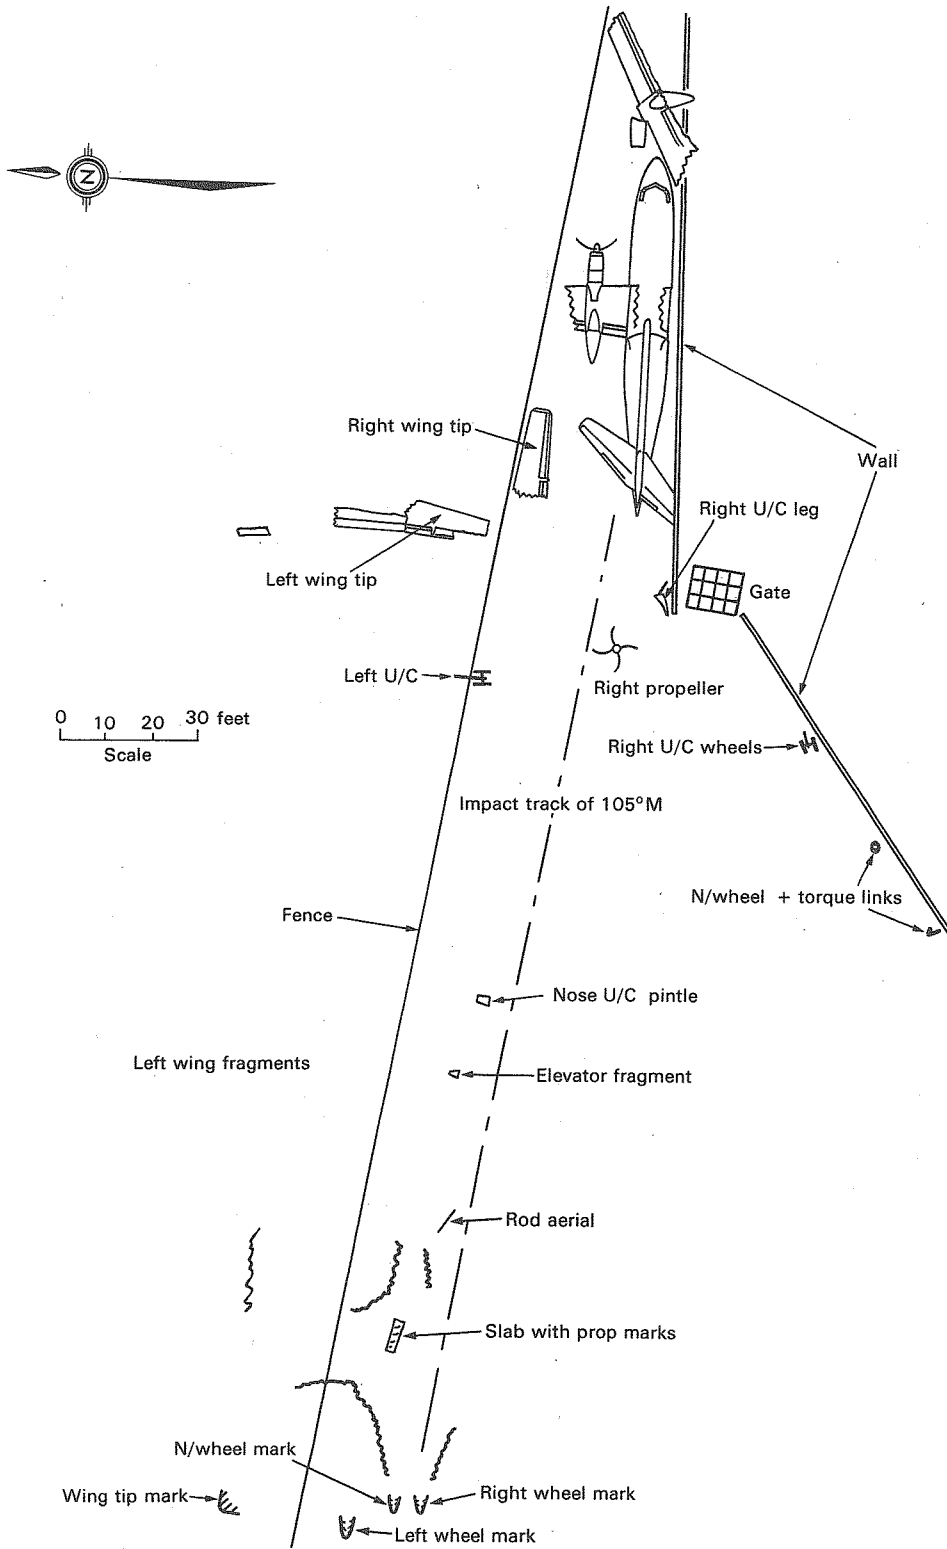 N
Right wing tip
Wall
Right U/C leg
Left wing tip
Gate
Left U/C
Right propeller
0 10 20 30 feet
Scale
Right U/C wheels
Impact track of 105°M
N/wheel + torque links
Fence
Nose U/C pintle
Left wing fragments
Elevator fragment
Rod aerial
Slab with prop marks
N/wheel mark
Wing tip mark
Right wheel mark
Left wheel mark